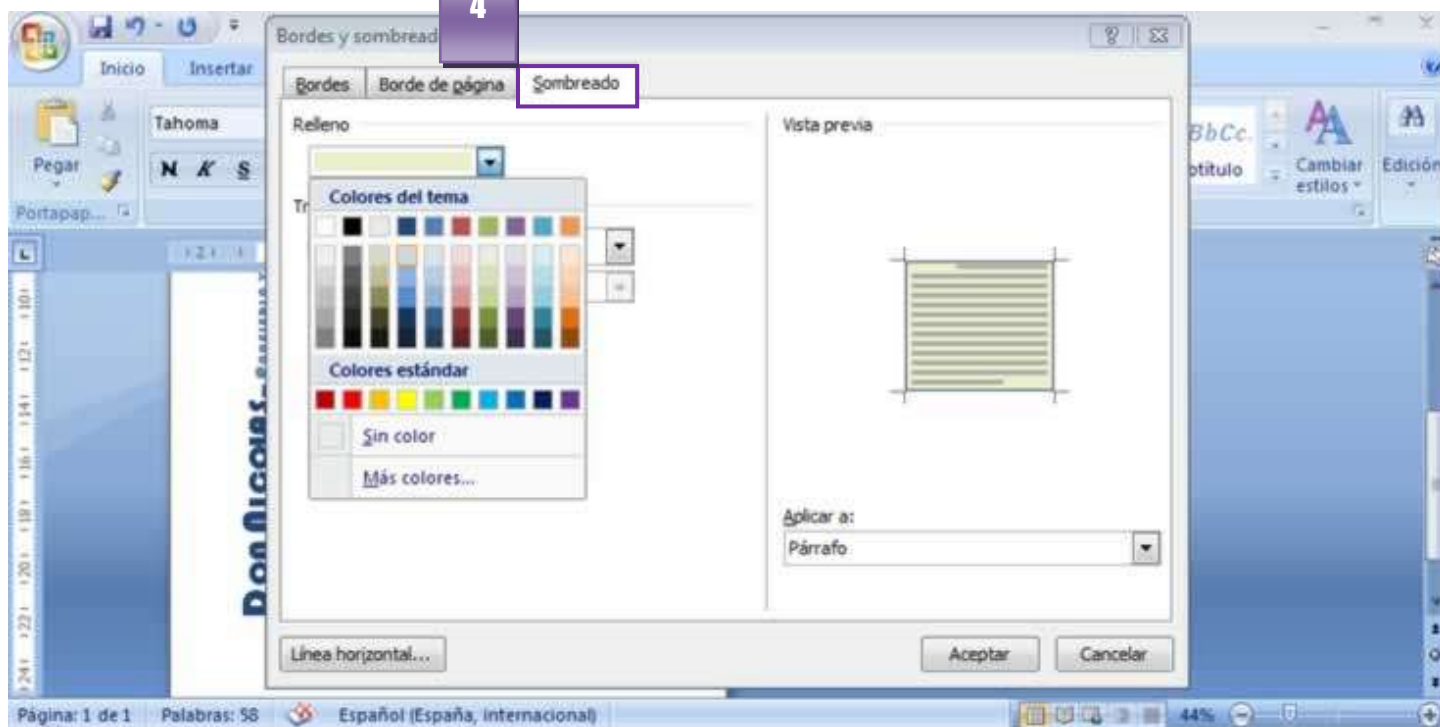 4
Bordes y sombread
Inicio
Insertar
Bordes
Borde de página
Sombreado
Tahoma
Relleno
Vista previa
BbCc.
Pegar
N K S
btítulo
Cambiar
estilos
Edición
Colores del tema
Portapap...
Tr
Colores estándar
Sin color
Más colores...
Aplicar a:
Párrafo
Línea horizontal...
Aceptar
Cancelar
Página: 1 de 1
Palabras: 58
Español (España, internacional)
44%